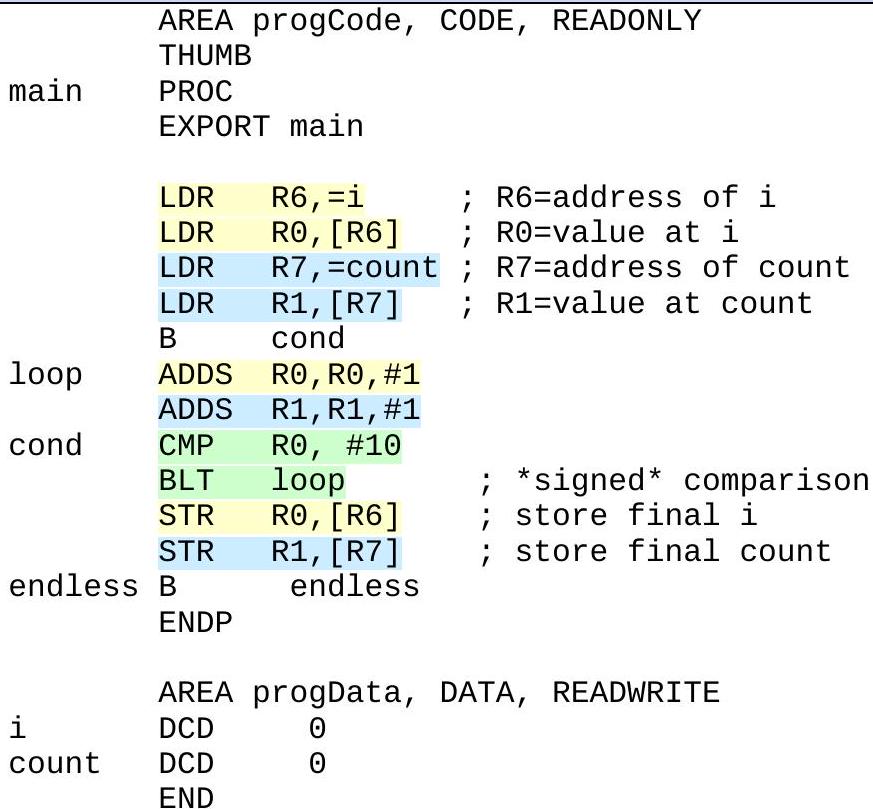 AREA progCode, CODE, READONLY
        THUMB
main    PROC
        EXPORT main
        LDR   R6,=i     ; R6=address of i
        LDR   R0,[R6]   ; R0=value at i
        LDR   R7,=count ; R7=address of count
        LDR   R1,[R7]   ; R1=value at count
        B     cond
loop    ADDS  R0,R0,#1
        ADDS  R1,R1,#1
cond    CMP   R0, #10
        BLT   loop       ; *signed* comparison
        STR   R0,[R6]    ; store final i
        STR   R1,[R7]    ; store final count
endless B      endless
        ENDP
        AREA progData, DATA, READWRITE
i       DCD     0
count   DCD     0
        END